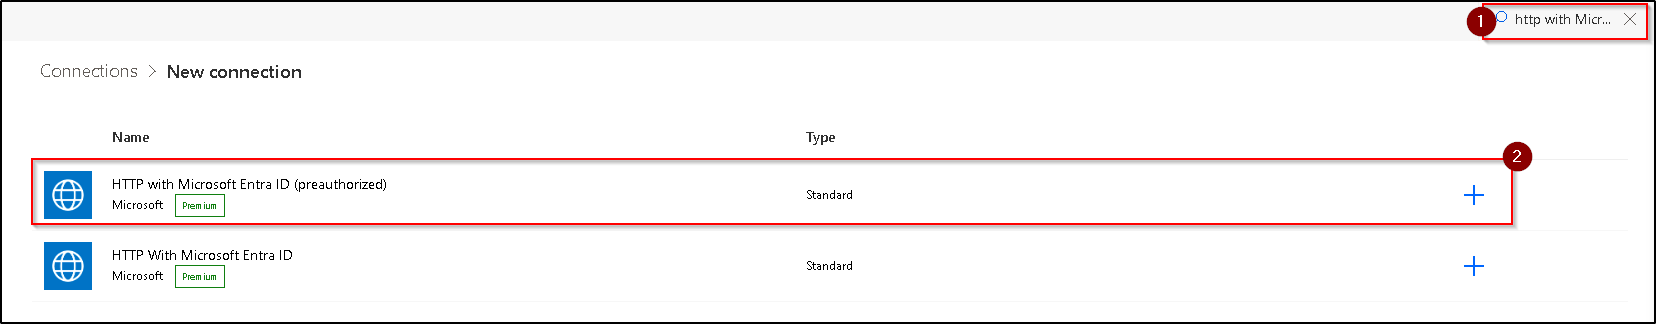 1 http with Micr...
Connections > New connection
Name Type
2
HTTP with Microsoft Entra ID (preauthorized)
Microsoft Premium Standard
HTTP With Microsoft Entra ID
Microsoft Premium Standard